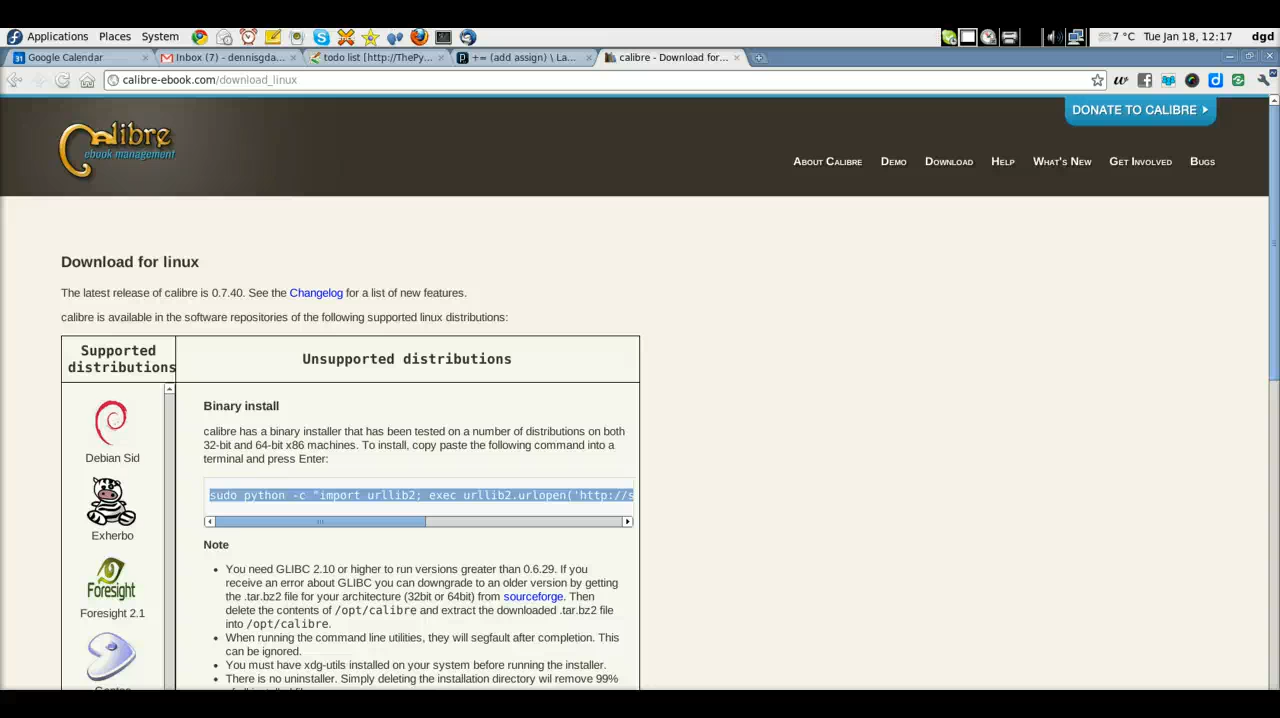 Applications Places System 7 °C Tue Jan 18, 12:17 dgd
Google Calendar Inbox (7) - dennisgda... todo list [http://ThePy... += (add assign) \ La... calibre - Download for...
calibre-ebook.com/download_linux
DONATE TO CALIBRE
Calibre
ebook management
About Calibre Demo Download Help What's New Get Involved Bugs
Download for linux
The latest release of calibre is 0.7.40. See the Changelog for a list of new features.
calibre is available in the software repositories of the following supported linux distributions:
Supported
distributions
Unsupported distributions
Debian Sid
Exherbo
Foresight
Foresight 2.1
Binary install
calibre has a binary installer that has been tested on a number of distributions on both
32-bit and 64-bit x86 machines. To install, copy paste the following command into a
terminal and press Enter:
sudo python -c "import urllib2; exec urllib2.urlopen('http://s
Note
You need GLIBC 2.10 or higher to run versions greater than 0.6.29. If you
receive an error about GLIBC you can downgrade to an older version by getting
the .tar.bz2 file for your architecture (32bit or 64bit) from sourceforge. Then
delete the contents of /opt/calibre and extract the downloaded .tar.bz2 file
into /opt/calibre.
When running the command line utilities, they will segfault after completion. This
can be ignored.
You must have xdg-utils installed on your system before running the installer.
There is no uninstaller. Simply deleting the installation directory wil remove 99%